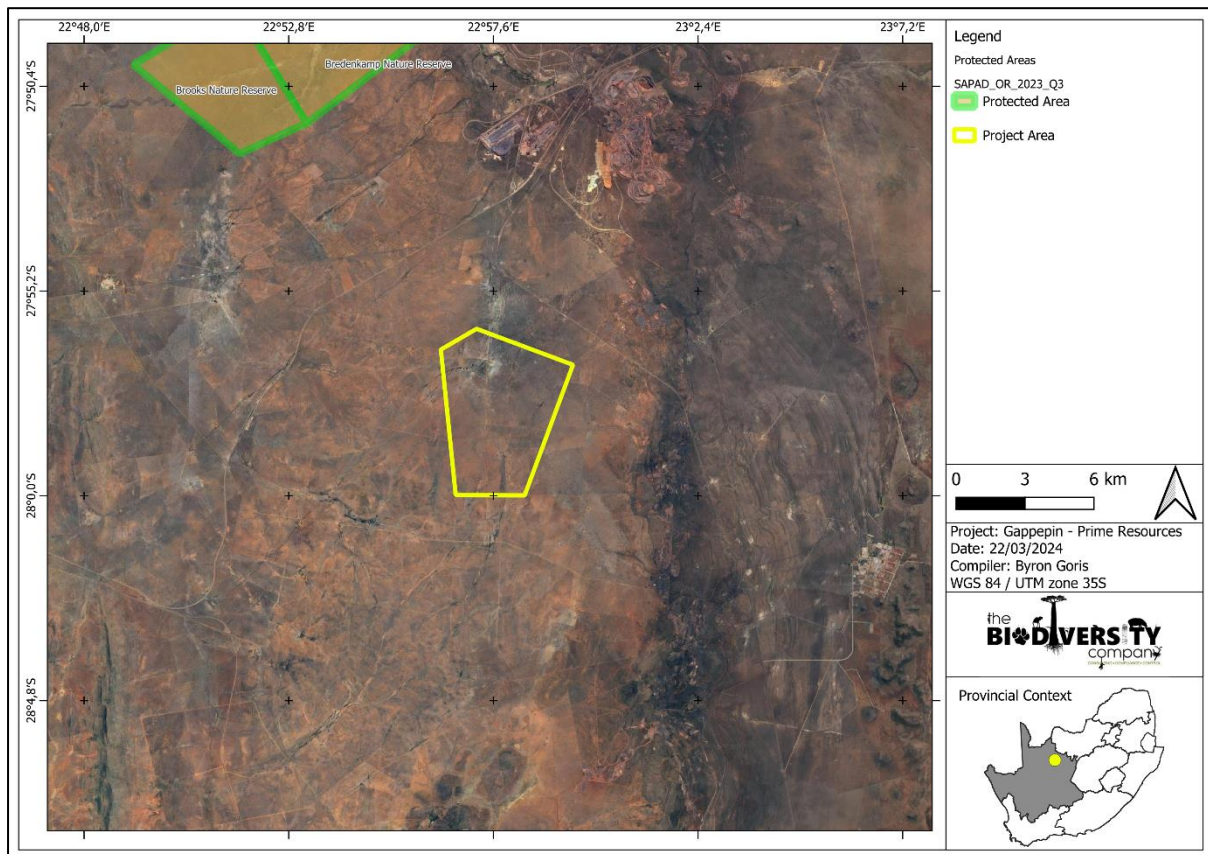 22°48,0'E 22°52,8'E 22°57,6'E 23°2,4'E 23°7,2'E
27°50,4'S
27°55,2'S
28°0,0'S
28°4,8'S
Bredenkamp Nature Reserve
Brooks Nature Reserve
Legend
Protected Areas
SAPAD_OR_2023_Q3
Protected Area
Project Area
0 3 6 km
Project: Gappepin - Prime Resources
Date: 22/03/2024
Compiler: Byron Goris
WGS 84 / UTM zone 35S
the
BIODIVERSITY
company
Provincial Context